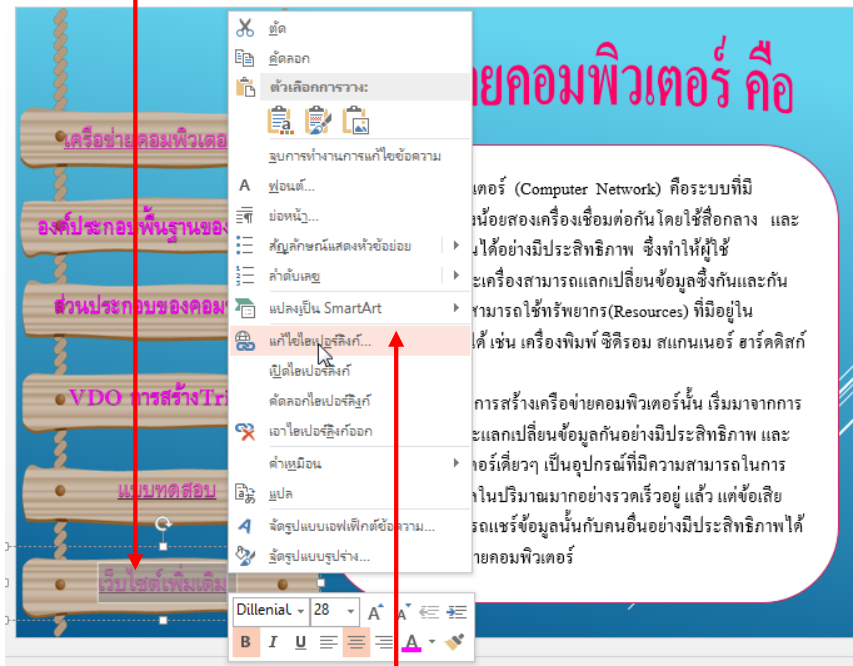 ายคอมพิวเตอร์ คือ
เครือข่ายคอมพิวเตอ
องค์ประกอบพื้นฐานของ
ส่วนประกอบของคอมพ
VDO การสร้างTri
แบบทดสอบ
เว็บไซต์เพิ่มเติม
ตัด
คัดลอก
ตัวเลือกการวาง:
จบการทำงานการแก้ไขข้อความ
ฟอนต์...
ย่อหน้า...
สัญลักษณ์แสดงหัวข้อย่อย
ลำดับเลข
แปลงเป็น SmartArt
แก้ไขไฮเปอร์ลิงก์...
เปิดไฮเปอร์ลิงก์
คัดลอกไฮเปอร์ลิงก์
เอาไฮเปอร์ลิงก์ออก
คำเหมือน
แปล
จัดรูปแบบเอฟเฟ็กต์ข้อความ...
จัดรูปแบบรูปร่าง...
Dillenial 28
B I U A
เตอร์ (Computer Network) คือระบบที่มี
น้อยสองเครื่องเชื่อมต่อกันโดยใช้สื่อกลาง และ
ได้อย่างมีประสิทธิภาพ ซึ่งทำให้ผู้ใช้
ะเครื่องสามารถแลกเปลี่ยนข้อมูลซึ่งกันและกัน
สามารถใช้ทรัพยากร(Resources) ที่มีอยู่ใน
ได้ เช่น เครื่องพิมพ์ ซีดีรอม สแกนเนอร์ ฮาร์ดดิสก์
การสร้างเครือข่ายคอมพิวเตอร์นั้น เริ่มมาจากการ
ะแลกเปลี่ยนข้อมูลกันอย่างมีประสิทธิภาพ และ
ตอร์เดี่ยวๆ เป็นอุปกรณ์ที่มีความสามารถในการ
ในปริมาณมากอย่างรวดเร็วอยู่ แล้ว แต่ข้อเสีย
รถแชร์ข้อมูลนั้นกับคนอื่นอย่างมีประสิทธิภาพได้
ายคอมพิวเตอร์